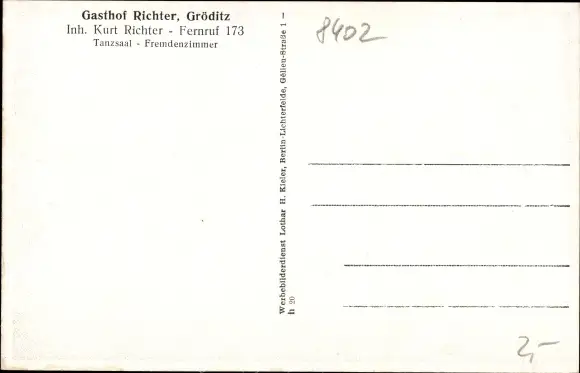 Gasthof Richter, Gröditz
Inh. Kurt Richter - Fernruf 173
Tanzsaal - Fremdenzimmer
Werbebilderdienst Lothar H. Kieler, Berlin-Lichterfelde, Gélieu-Straße 1 —
h 20
8402
2,-